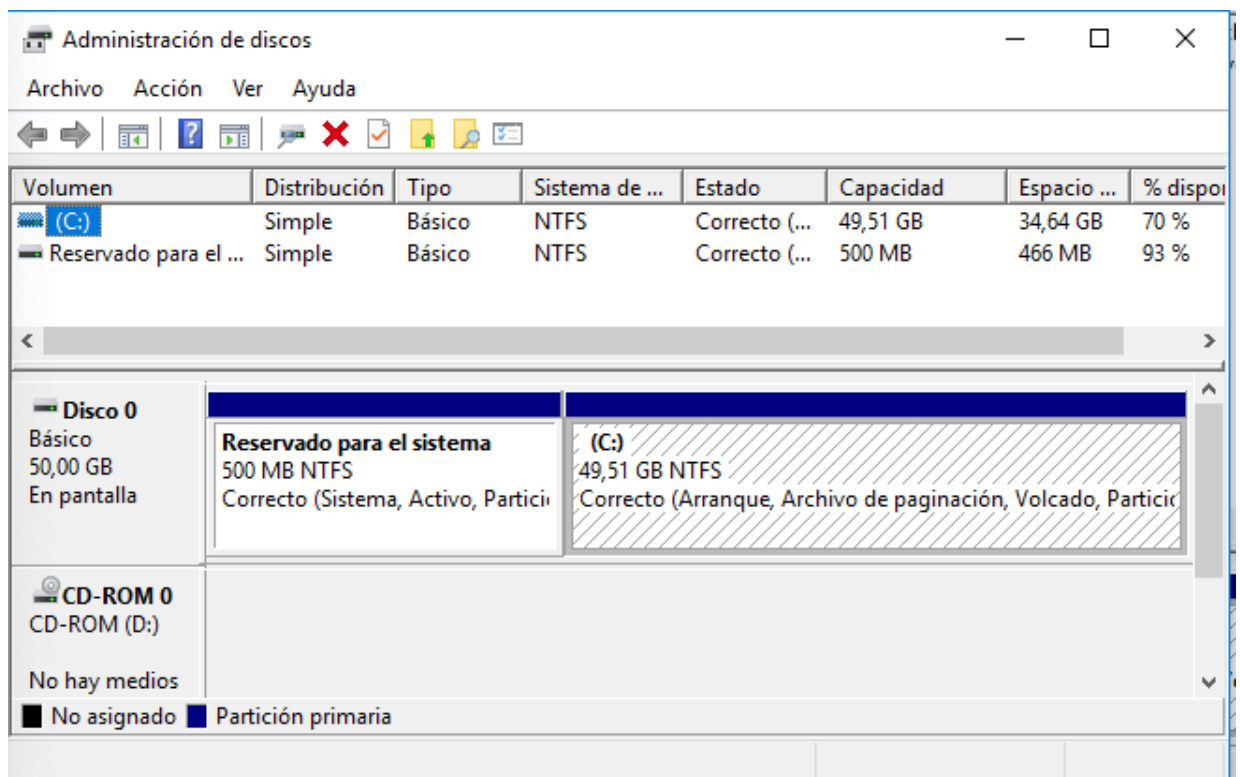 Administración de discos
Archivo Acción Ver Ayuda
Volumen Distribución Tipo Sistema de ... Estado Capacidad Espacio ... % dispon
(C:) Simple Básico NTFS Correcto (... 49,51 GB 34,64 GB 70 %
Reservado para el ... Simple Básico NTFS Correcto (... 500 MB 466 MB 93 %
Disco 0
Básico
50,00 GB
En pantalla
Reservado para el sistema
500 MB NTFS
Correcto (Sistema, Activo, Partici
(C:)
49,51 GB NTFS
Correcto (Arranque, Archivo de paginación, Volcado, Partic
CD-ROM 0
CD-ROM (D:)
No hay medios
No asignado Partición primaria